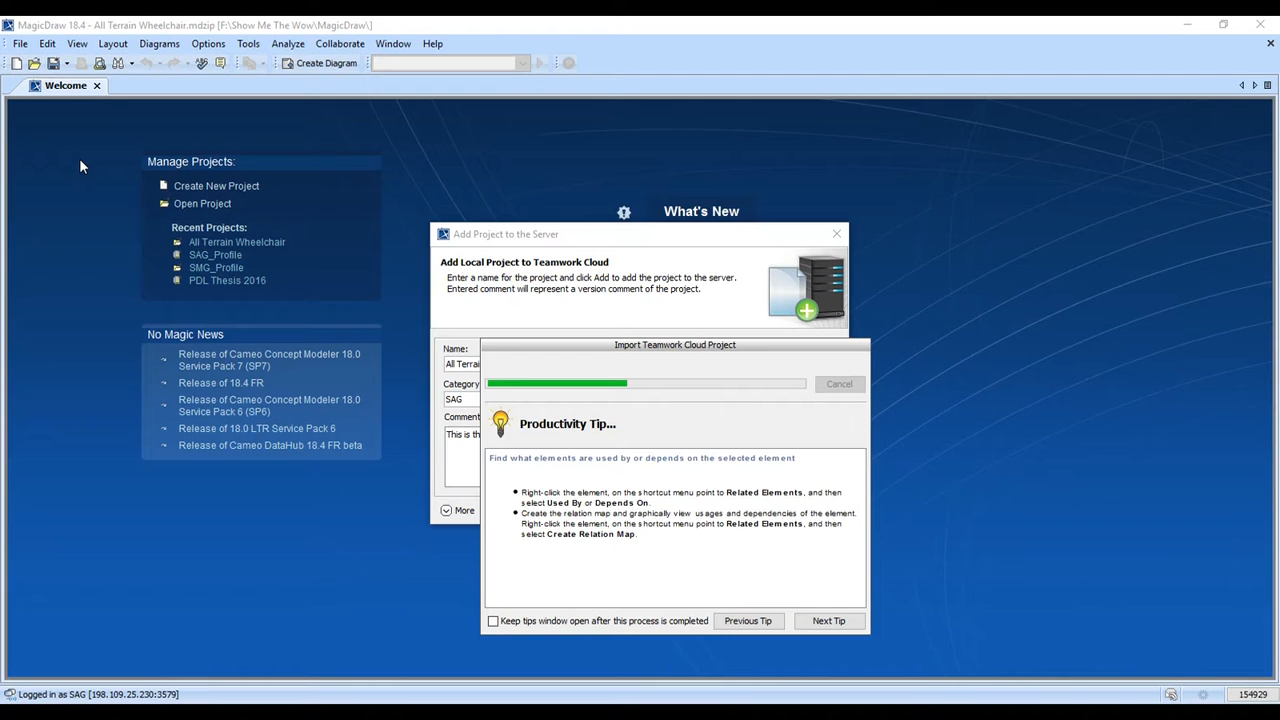 MagicDraw 18.4 - All Terrain Wheelchair.mdzip [F:\Show Me The Wow\MagicDraw\]
File Edit View Layout Diagrams Options Tools Analyze Collaborate Window Help
Create Diagram
Welcome
Manage Projects:
Create New Project
Open Project
Recent Projects:
All Terrain Wheelchair
SAG_Profile
SMG_Profile
PDL Thesis 2016
No Magic News
Release of Cameo Concept Modeler 18.0
Service Pack 7 (SP7)
Release of 18.4 FR
Release of Cameo Concept Modeler 18.0
Service Pack 6 (SP6)
Release of 18.0 LTR Service Pack 6
Release of Cameo DataHub 18.4 FR beta
What's New
Add Project to the Server
Add Local Project to Teamwork Cloud
Enter a name for the project and click Add to add the project to the server.
Entered comment will represent a version comment of the project.
Name:
All Terrai
Category
SAG
Comment
This is th
More
Import Teamwork Cloud Project
Cancel
Productivity Tip...
Find what elements are used by or depends on the selected element
Right-click the element, on the shortcut menu point to Related Elements, and then
select Used By or Depends On.
Create the relation map and graphically view usages and dependencies of the element.
Right-click the element, on the shortcut menu point to Related Elements, and then
select Create Relation Map.
Keep tips window open after this process is completed
Previous Tip
Next Tip
Logged in as SAG [198.109.25.230:3579]
154929